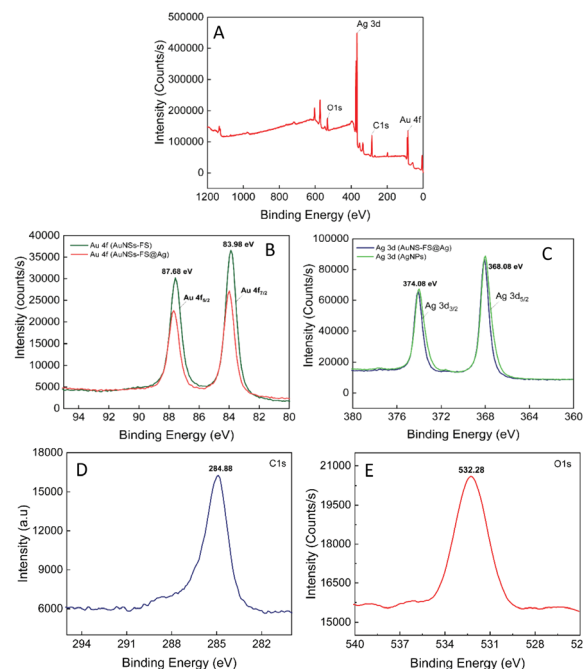 A
Ag 3d
O1s
C1s
Au 4f
500000
400000
300000
200000
100000
0
1200 1000 800 600 400 200 0
Intensity (Counts/s)
Binding Energy (eV)
B
Au 4f (AuNSs-FS)
Au 4f (AuNSs-FS@Ag)
87.68 eV
83.98 eV
Au 4f5/2
Au 4f7/2
40000
35000
30000
25000
20000
15000
10000
5000
0
94 92 90 88 86 84 82 80
Intensity (counts/s)
Binding Energy (eV)
C
Ag 3d (AuNS-FS@Ag)
Ag 3d (AgNPs)
374.08 eV
368.08 eV
Ag 3d3/2
Ag 3d5/2
100000
80000
60000
40000
20000
0
380 376 372 368 364 360
Intensity (Counts/s)
Binding Energy (eV)
D
C1s
284.88
18000
15000
12000
9000
6000
294 291 288 285 282
Intensity (a.u)
Binding Energy (eV)
E
O1s
532.28
21000
19500
18000
16500
15000
540 537 534 531 528 52
Intensity (Counts/s)
Binding Energy (eV)